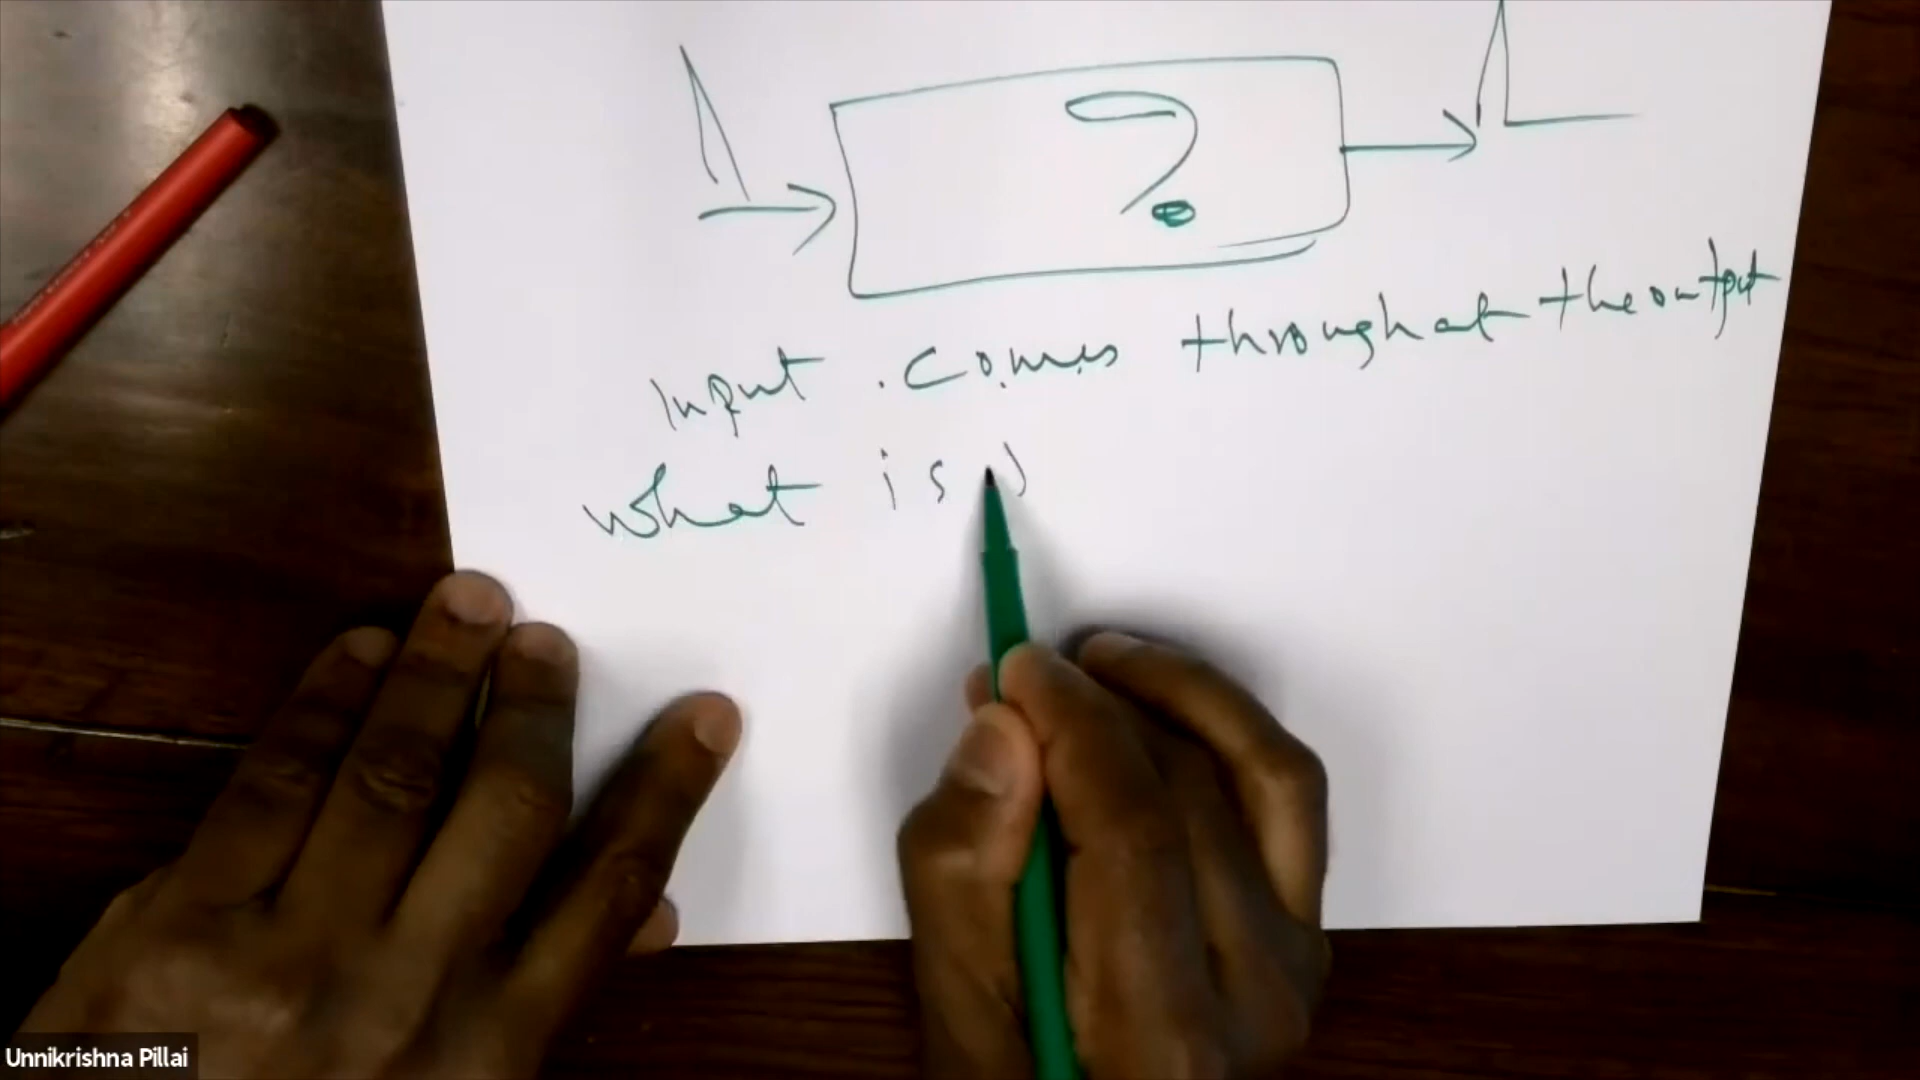 ?
Input . comes through at the output
What is
Unnikrishna Pillai